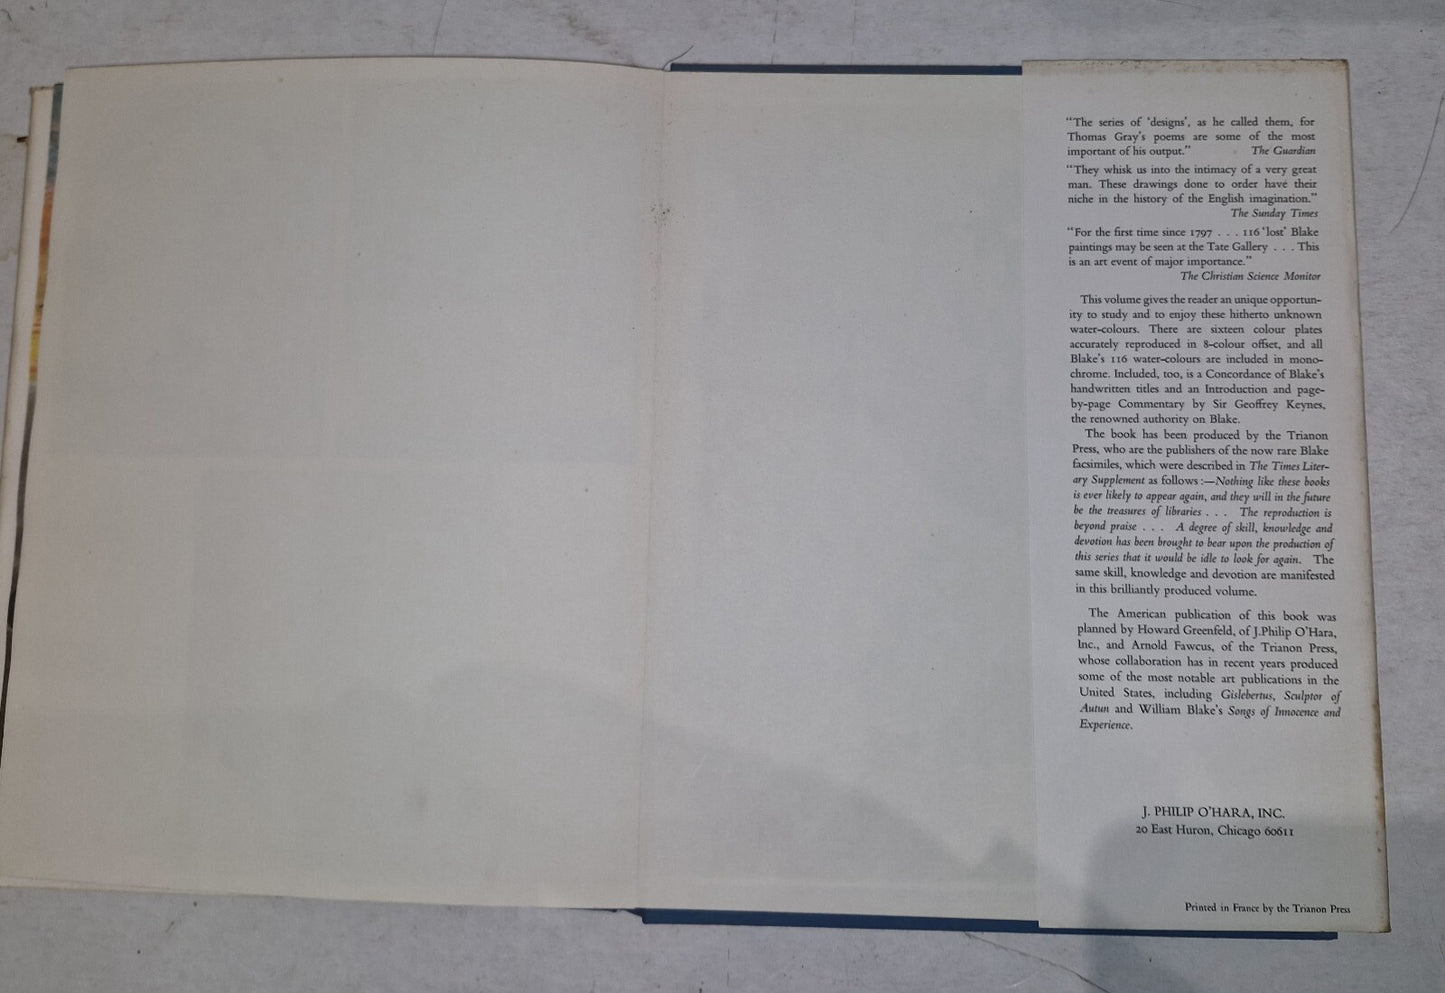 “The series of ‘designs’, as he called them, for
Thomas Gray’s poems are some of the most
important of his output.” The Guardian
“They whisk us into the intimacy of a very great
man. These drawings done to order have their
niche in the history of the English imagination.”
The Sunday Times
“For the first time since 1797 . . . 116 ‘lost’ Blake
paintings may be seen at the Tate Gallery . . . This
is an art event of major importance.”
The Christian Science Monitor
This volume gives the reader an unique opportun-
ity to study and to enjoy these hitherto unknown
water-colours. There are sixteen colour plates
accurately reproduced in 8-colour offset, and all
Blake’s 116 water-colours are included in mono-
chrome. Included, too, is a Concordance of Blake’s
handwritten titles and an Introduction and page-
by-page Commentary by Sir Geoffrey Keynes,
the renowned authority on Blake.
The book has been produced by the Trianon
Press, who are the publishers of the now rare Blake
facsimiles, which were described in The Times Liter-
ary Supplement as follows :—Nothing like these books
is ever likely to appear again, and they will in the future
be the treasures of libraries . . . The reproduction is
beyond praise . . . A degree of skill, knowledge and
devotion has been brought to bear upon the production of
this series that it would be idle to look for again. The
same skill, knowledge and devotion are manifested
in this brilliantly produced volume.
The American publication of this book was
planned by Howard Greenfeld, of J.Philip O’Hara,
Inc., and Arnold Fawcus, of the Trianon Press,
whose collaboration has in recent years produced
some of the most notable art publications in the
United States, including Gislebertus, Sculptor of
Autun and William Blake’s Songs of Innocence and
Experience.
J. PHILIP O’HARA, INC.
20 East Huron, Chicago 60611
Printed in France by the Trianon Press